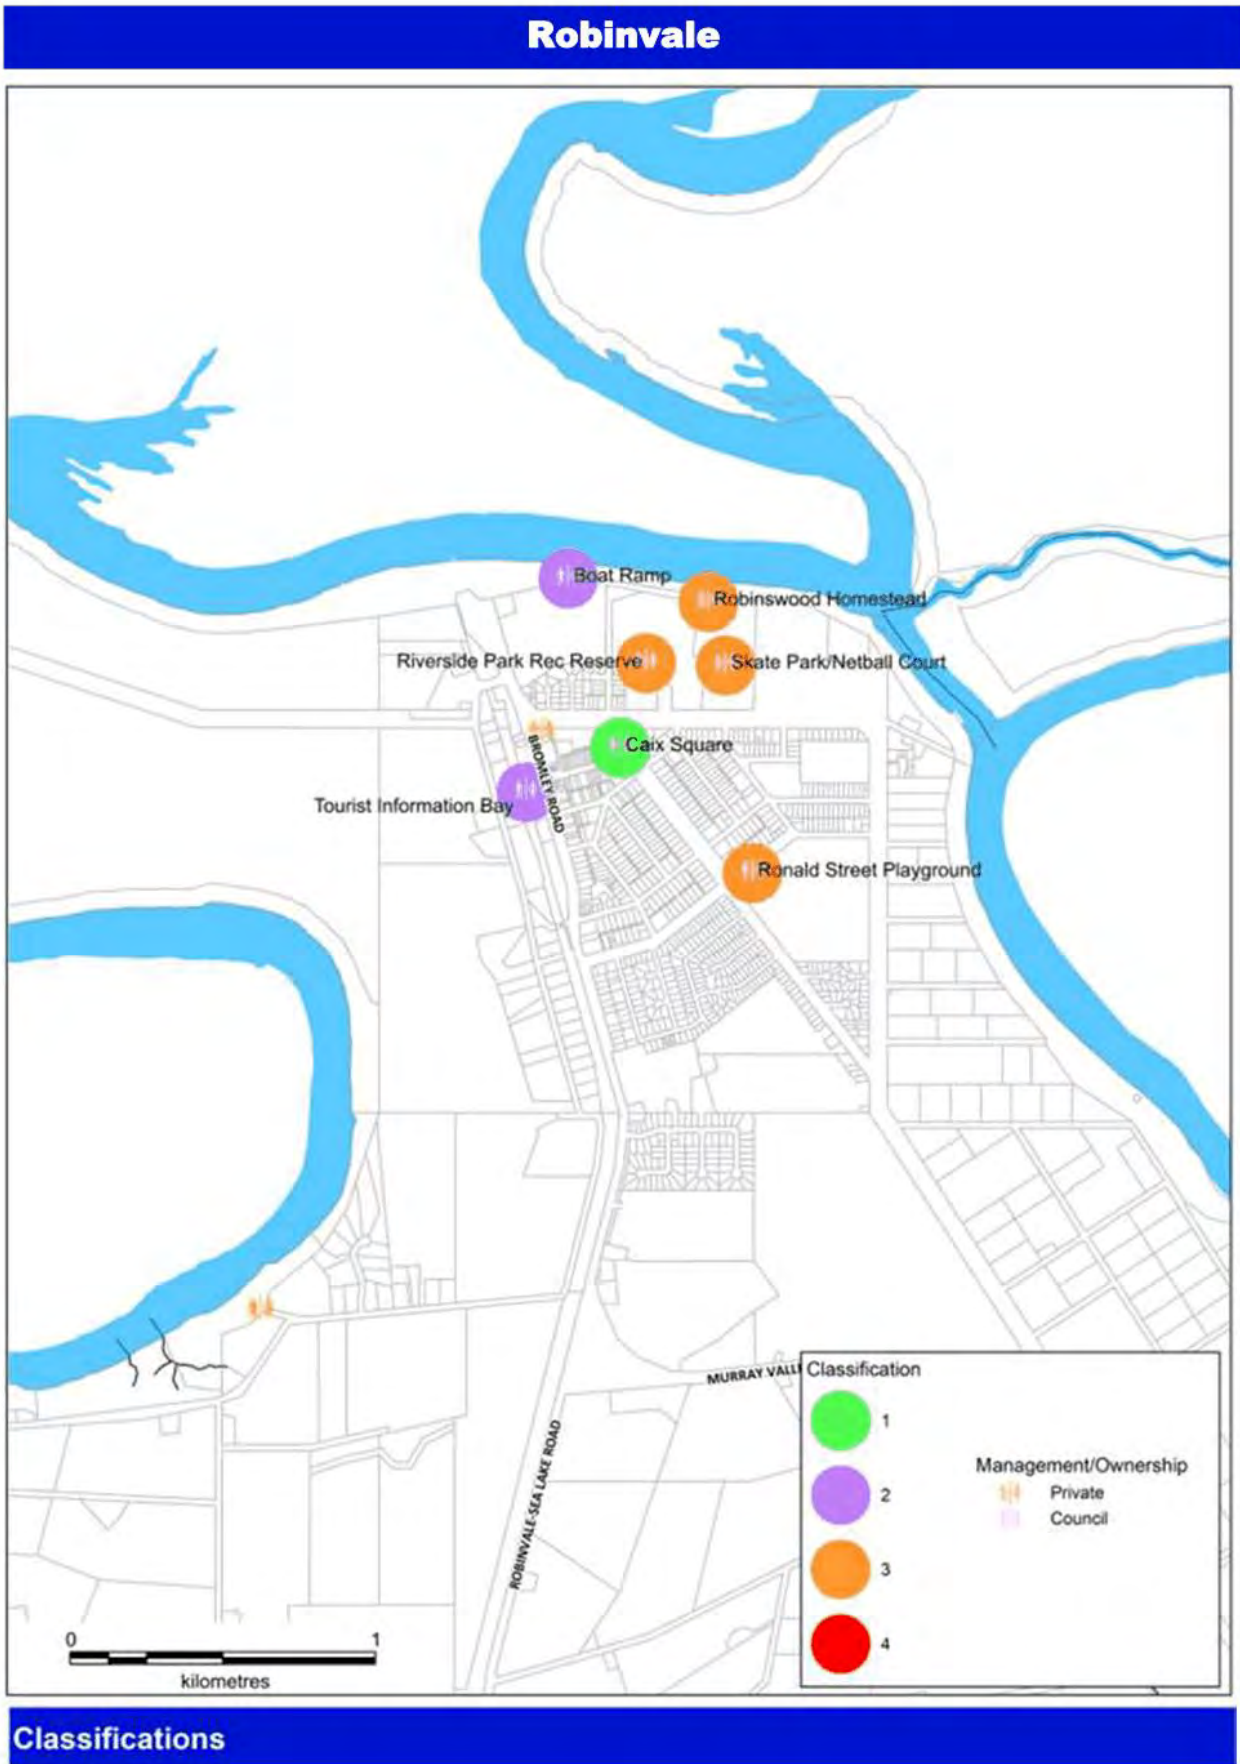 Robinvale
Boat Ramp
Robinswood Homestead
Riverside Park Rec Reserve
Skate Park/Netball Court
Caix Square
BROMLEY ROAD
Tourist Information Bay
Ronald Street Playground
MURRAY VALL
ROBINVALE-SEA LAKE ROAD
Classification
1
2
3
4
Management/Ownership
Private
Council
0 1
kilometres
Classifications